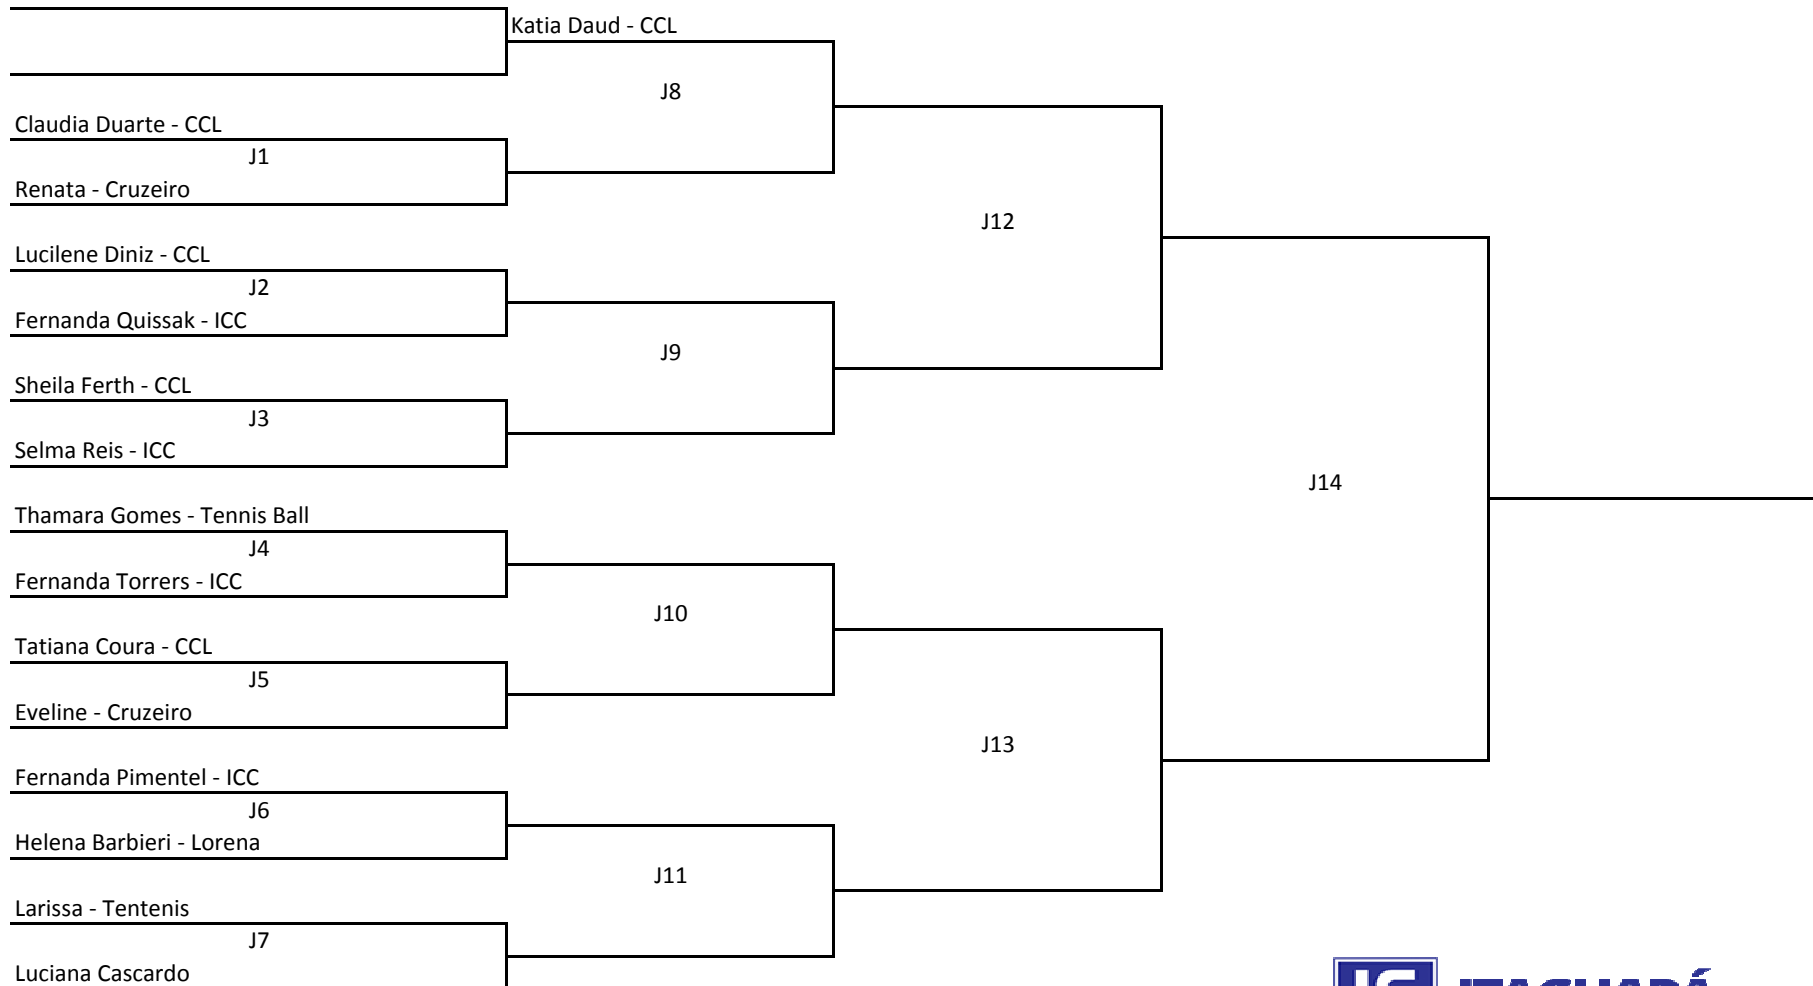 Katia Daud - CCL
J8
Claudia Duarte - CCL
J1
Renata - Cruzeiro
J12
Lucilene Diniz - CCL
J2
Fernanda Quissak - ICC
J9
Sheila Ferth - CCL
J3
Selma Reis - ICC
J14
Thamara Gomes - Tennis Ball
J4
Fernanda Torrers - ICC
J10
Tatiana Coura - CCL
J5
Eveline - Cruzeiro
J13
Fernanda Pimentel - ICC
J6
Helena Barbieri - Lorena
J11
Larissa - Tentenis
J7
Luciana Cascardo